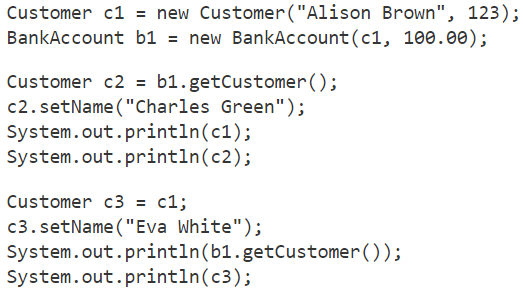 Customer c1 = new Customer("Alison Brown", 123);
BankAccount b1 = new BankAccount(c1, 100.00);
Customer c2 = b1.getCustomer();
c2.setName("Charles Green");
System.out.println(c1);
System.out.println(c2);
Customer c3 = c1;
c3.setName("Eva White");
System.out.println(b1.getCustomer());
System.out.println(c3);